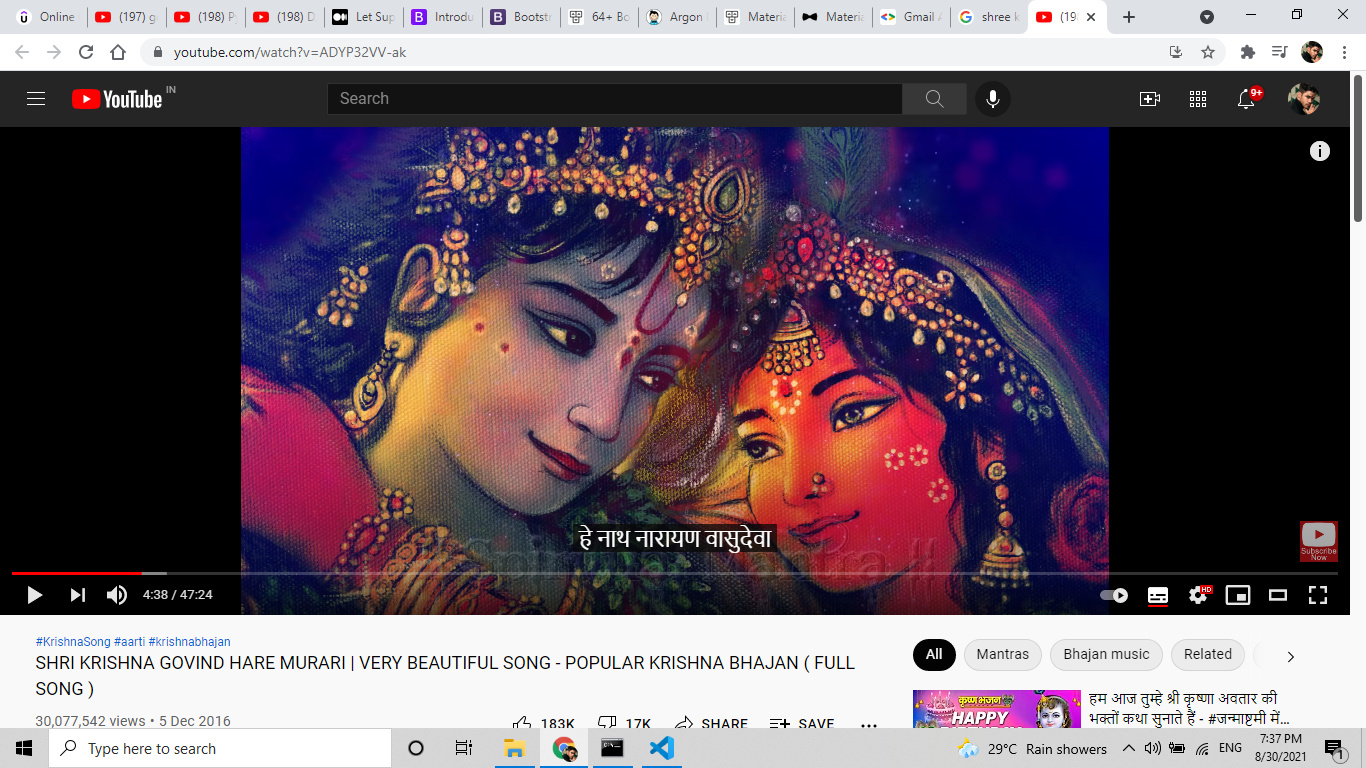 Online
(197) g
(198) P
(198) D
Let Sup
Introdu
Bootstr
64+ Bo
Argon
Materia
Materia
Gmail
shree k
(19
youtube.com/watch?v=ADYP32VV-ak
YouTube IN
Search
9+
हे नाथ नारायण वासुदेवा
Subscribe
Now
4:38 / 47:24
HD
#KrishnaSong #aarti #krishnabhajan
SHRI KRISHNA GOVIND HARE MURARI | VERY BEAUTIFUL SONG - POPULAR KRISHNA BHAJAN ( FULL
SONG )
30,077,542 views • 5 Dec 2016
183K
17K
SHARE
SAVE
All
Mantras
Bhajan music
Related
कृष्ण भजन
HAPPY
हम आज तुम्हे श्री कृष्णा अवतार की
भक्तों कथा सुनाते हैं - #जन्माष्टमी में...
Type here to search
29°C Rain showers
ENG
7:37 PM
8/30/2021
1